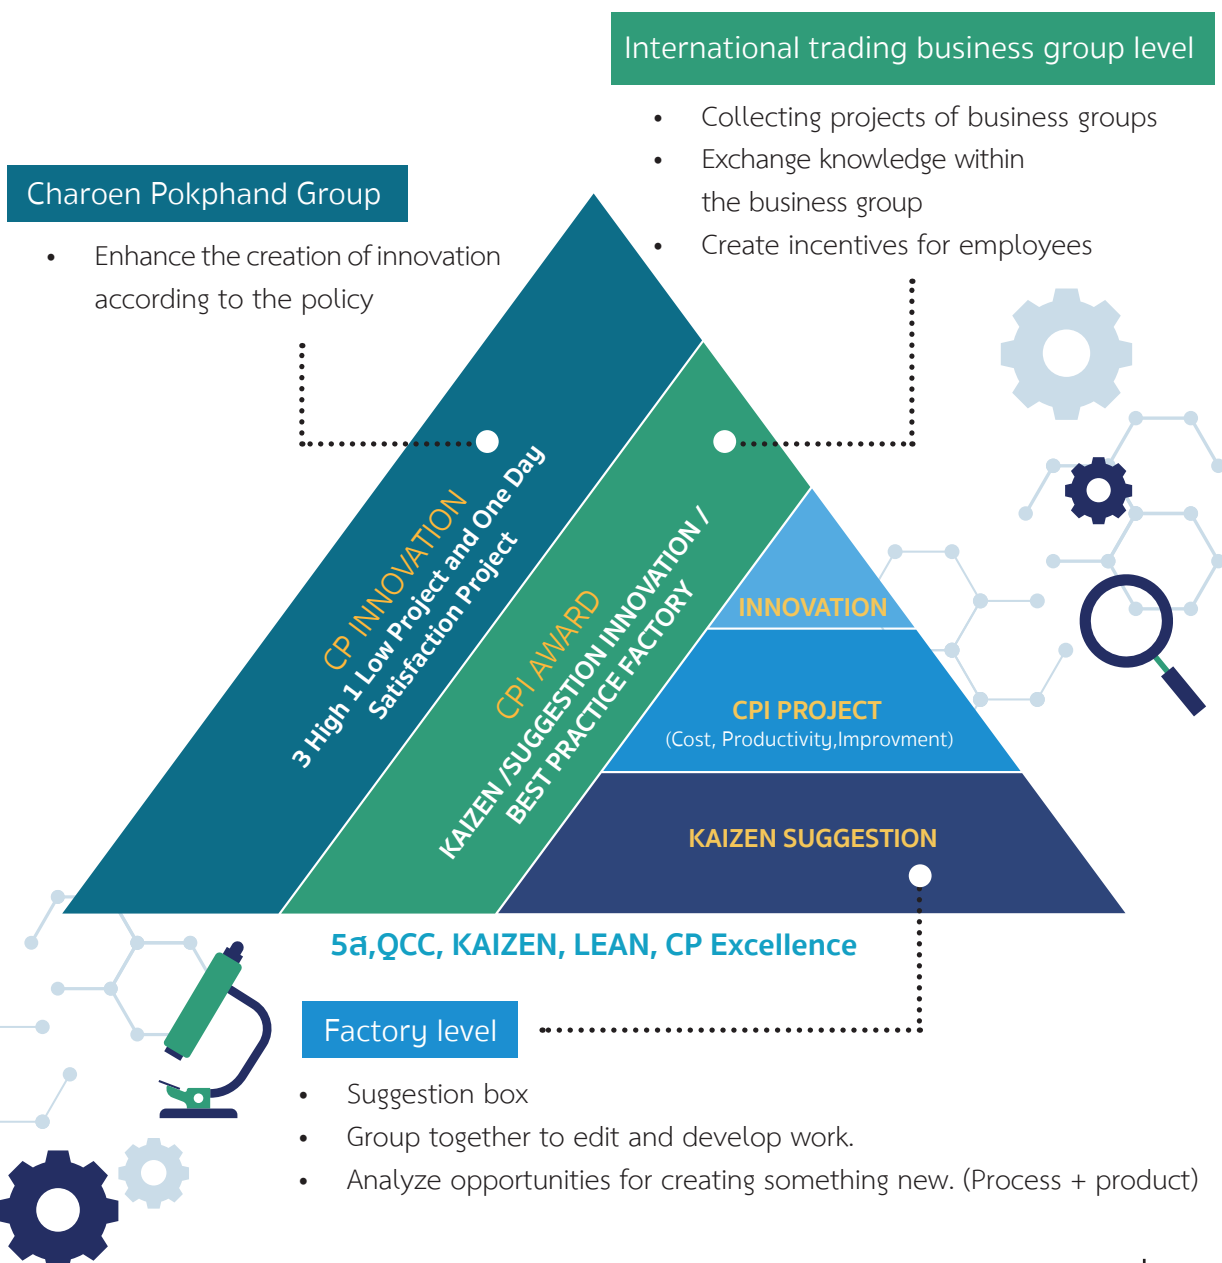 International trading business group level
• Collecting projects of business groups
• Exchange knowledge within
the business group
• Create incentives for employees
Charoen Pokphand Group
• Enhance the creation of innovation
according to the policy
CP INNOVATION
3 High 1 Low Project and One Day
Satisfaction Project
CPI AWARD
KAIZEN /SUGGESTION INNOVATION /
BEST PRACTICE FACTORY
INNOVATION
CPI PROJECT
(Cost, Productivity,Improvment)
KAIZEN SUGGESTION
5ส,QCC, KAIZEN, LEAN, CP Excellence
Factory level
• Suggestion box
• Group together to edit and develop work.
• Analyze opportunities for creating something new. (Process + product)